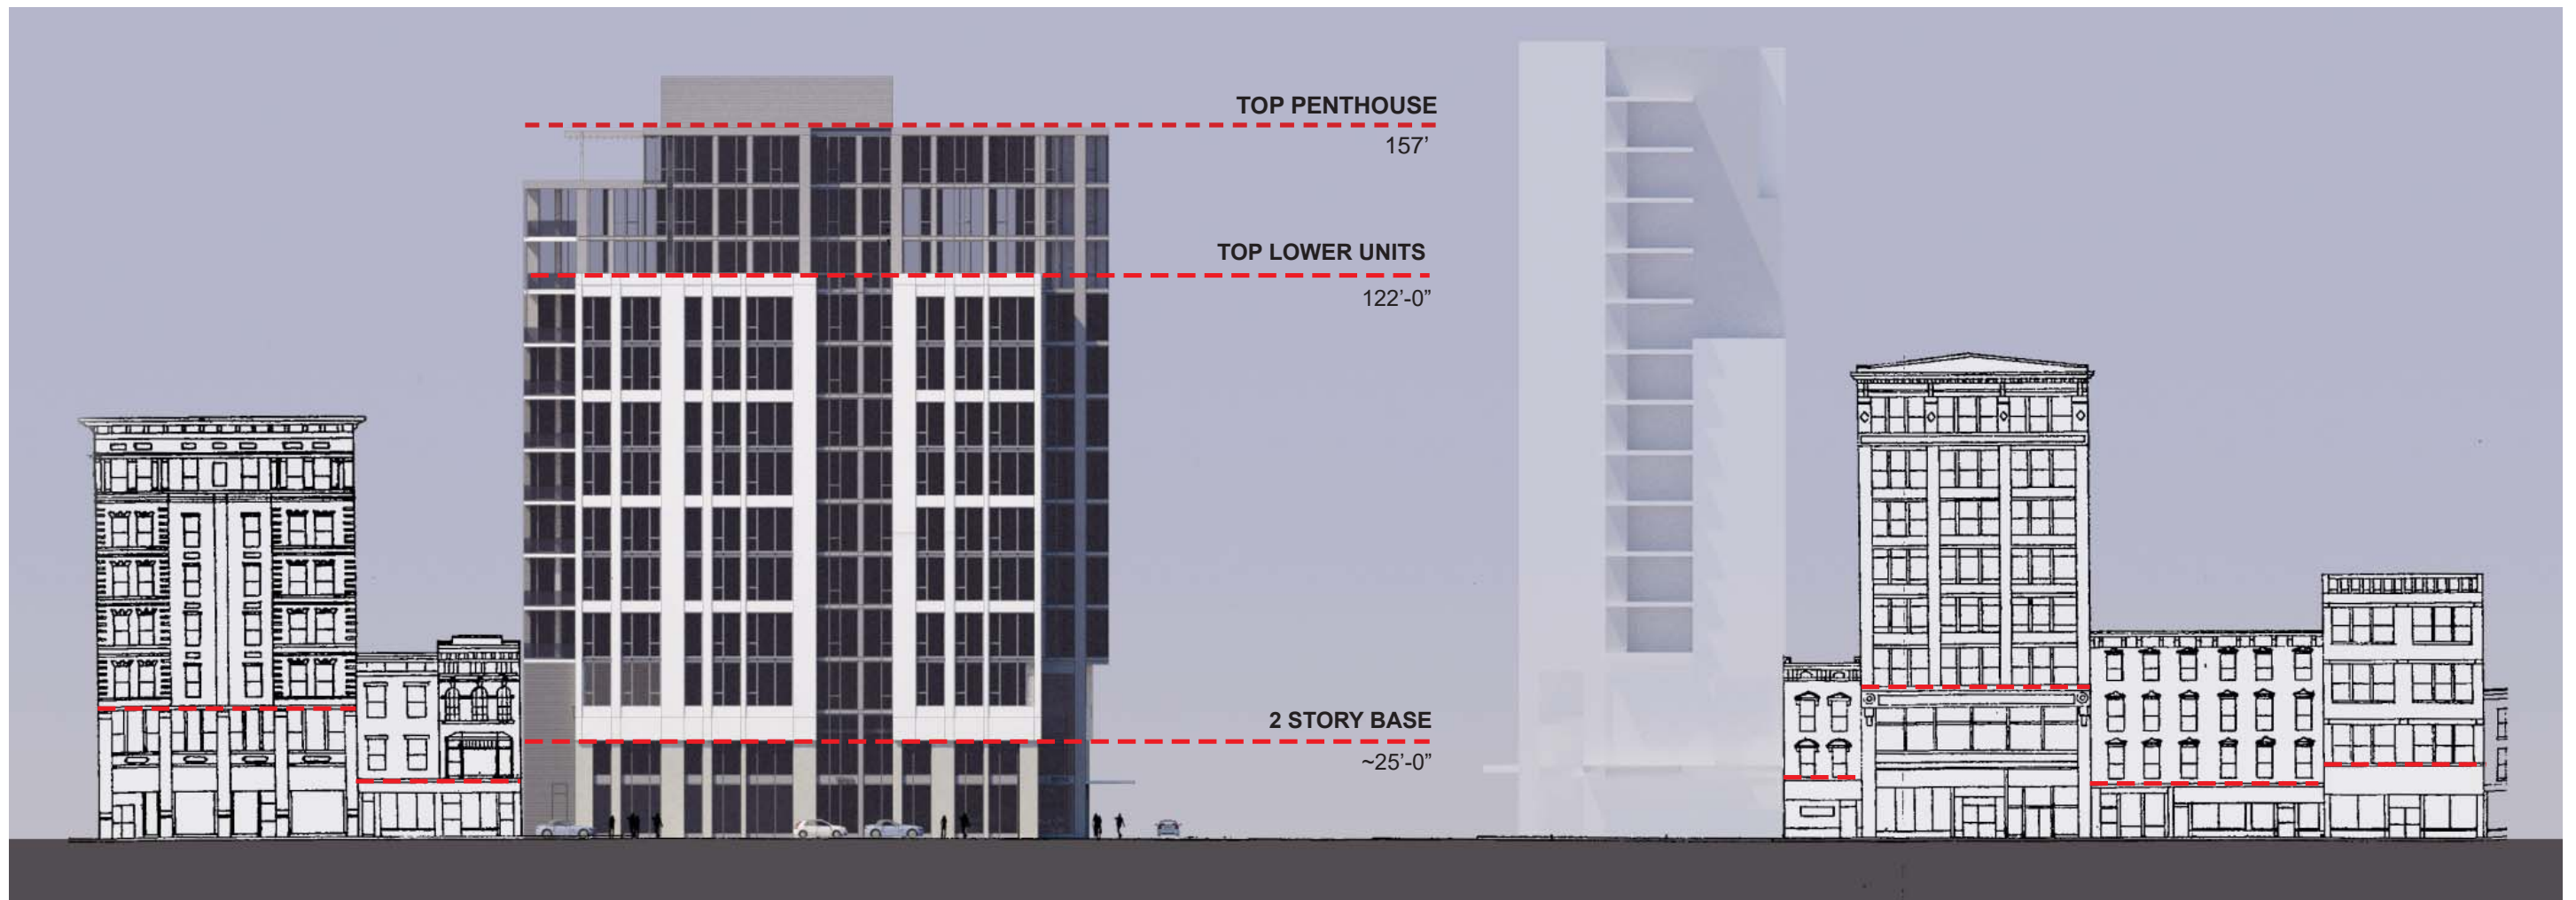 TOP PENTHOUSE
157’
TOP LOWER UNITS
122’-0”
2 STORY BASE
~25’-0”